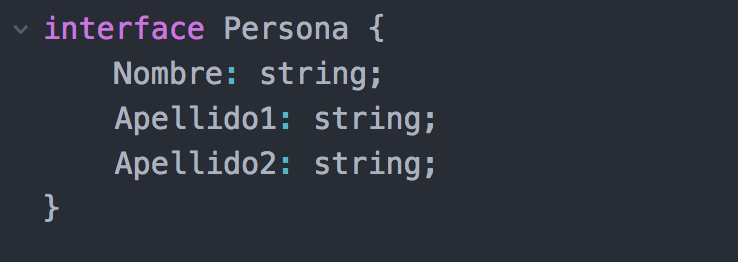 interface Persona {
    Nombre: string;
    Apellido1: string;
    Apellido2: string;
}